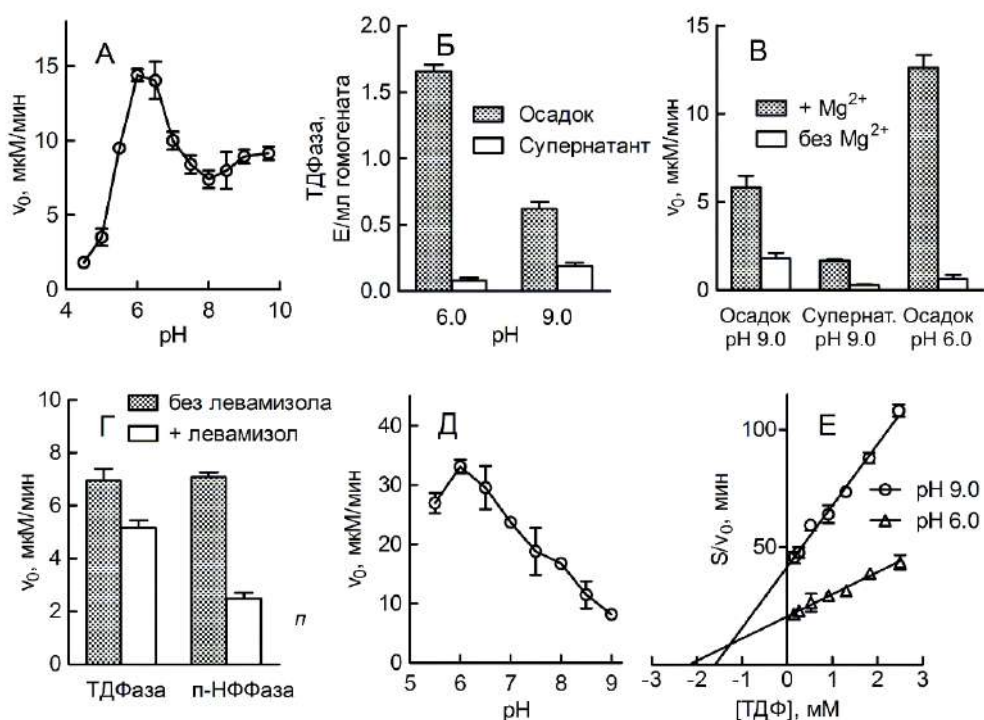 А
v₀, мкМ/мин
15
10
5
0
4
6
8
10
pH
Б
ТДФаза,
Е/мл гомогената
2.0
1.5
1.0
0.5
0.0
Осадок
Супернатант
6.0
9.0
pH
В
v₀, мкМ/мин
15
10
5
0
+ Mg²⁺
без Mg²⁺
Осадок Супернат. Осадок
pH 9.0 pH 9.0 pH 6.0
Г
v₀, мкМ/мин
10
8
6
4
2
0
без левамизола
+ левамизол
п
ТДФаза п-НФФаза
Д
v₀, мкМ/мин
40
30
20
10
0
5
6
7
8
9
pH
Е
S/v₀, мин
100
50
pH 9.0
pH 6.0
-3
-2
-1
0
1
2
3
[ТДФ], мМ